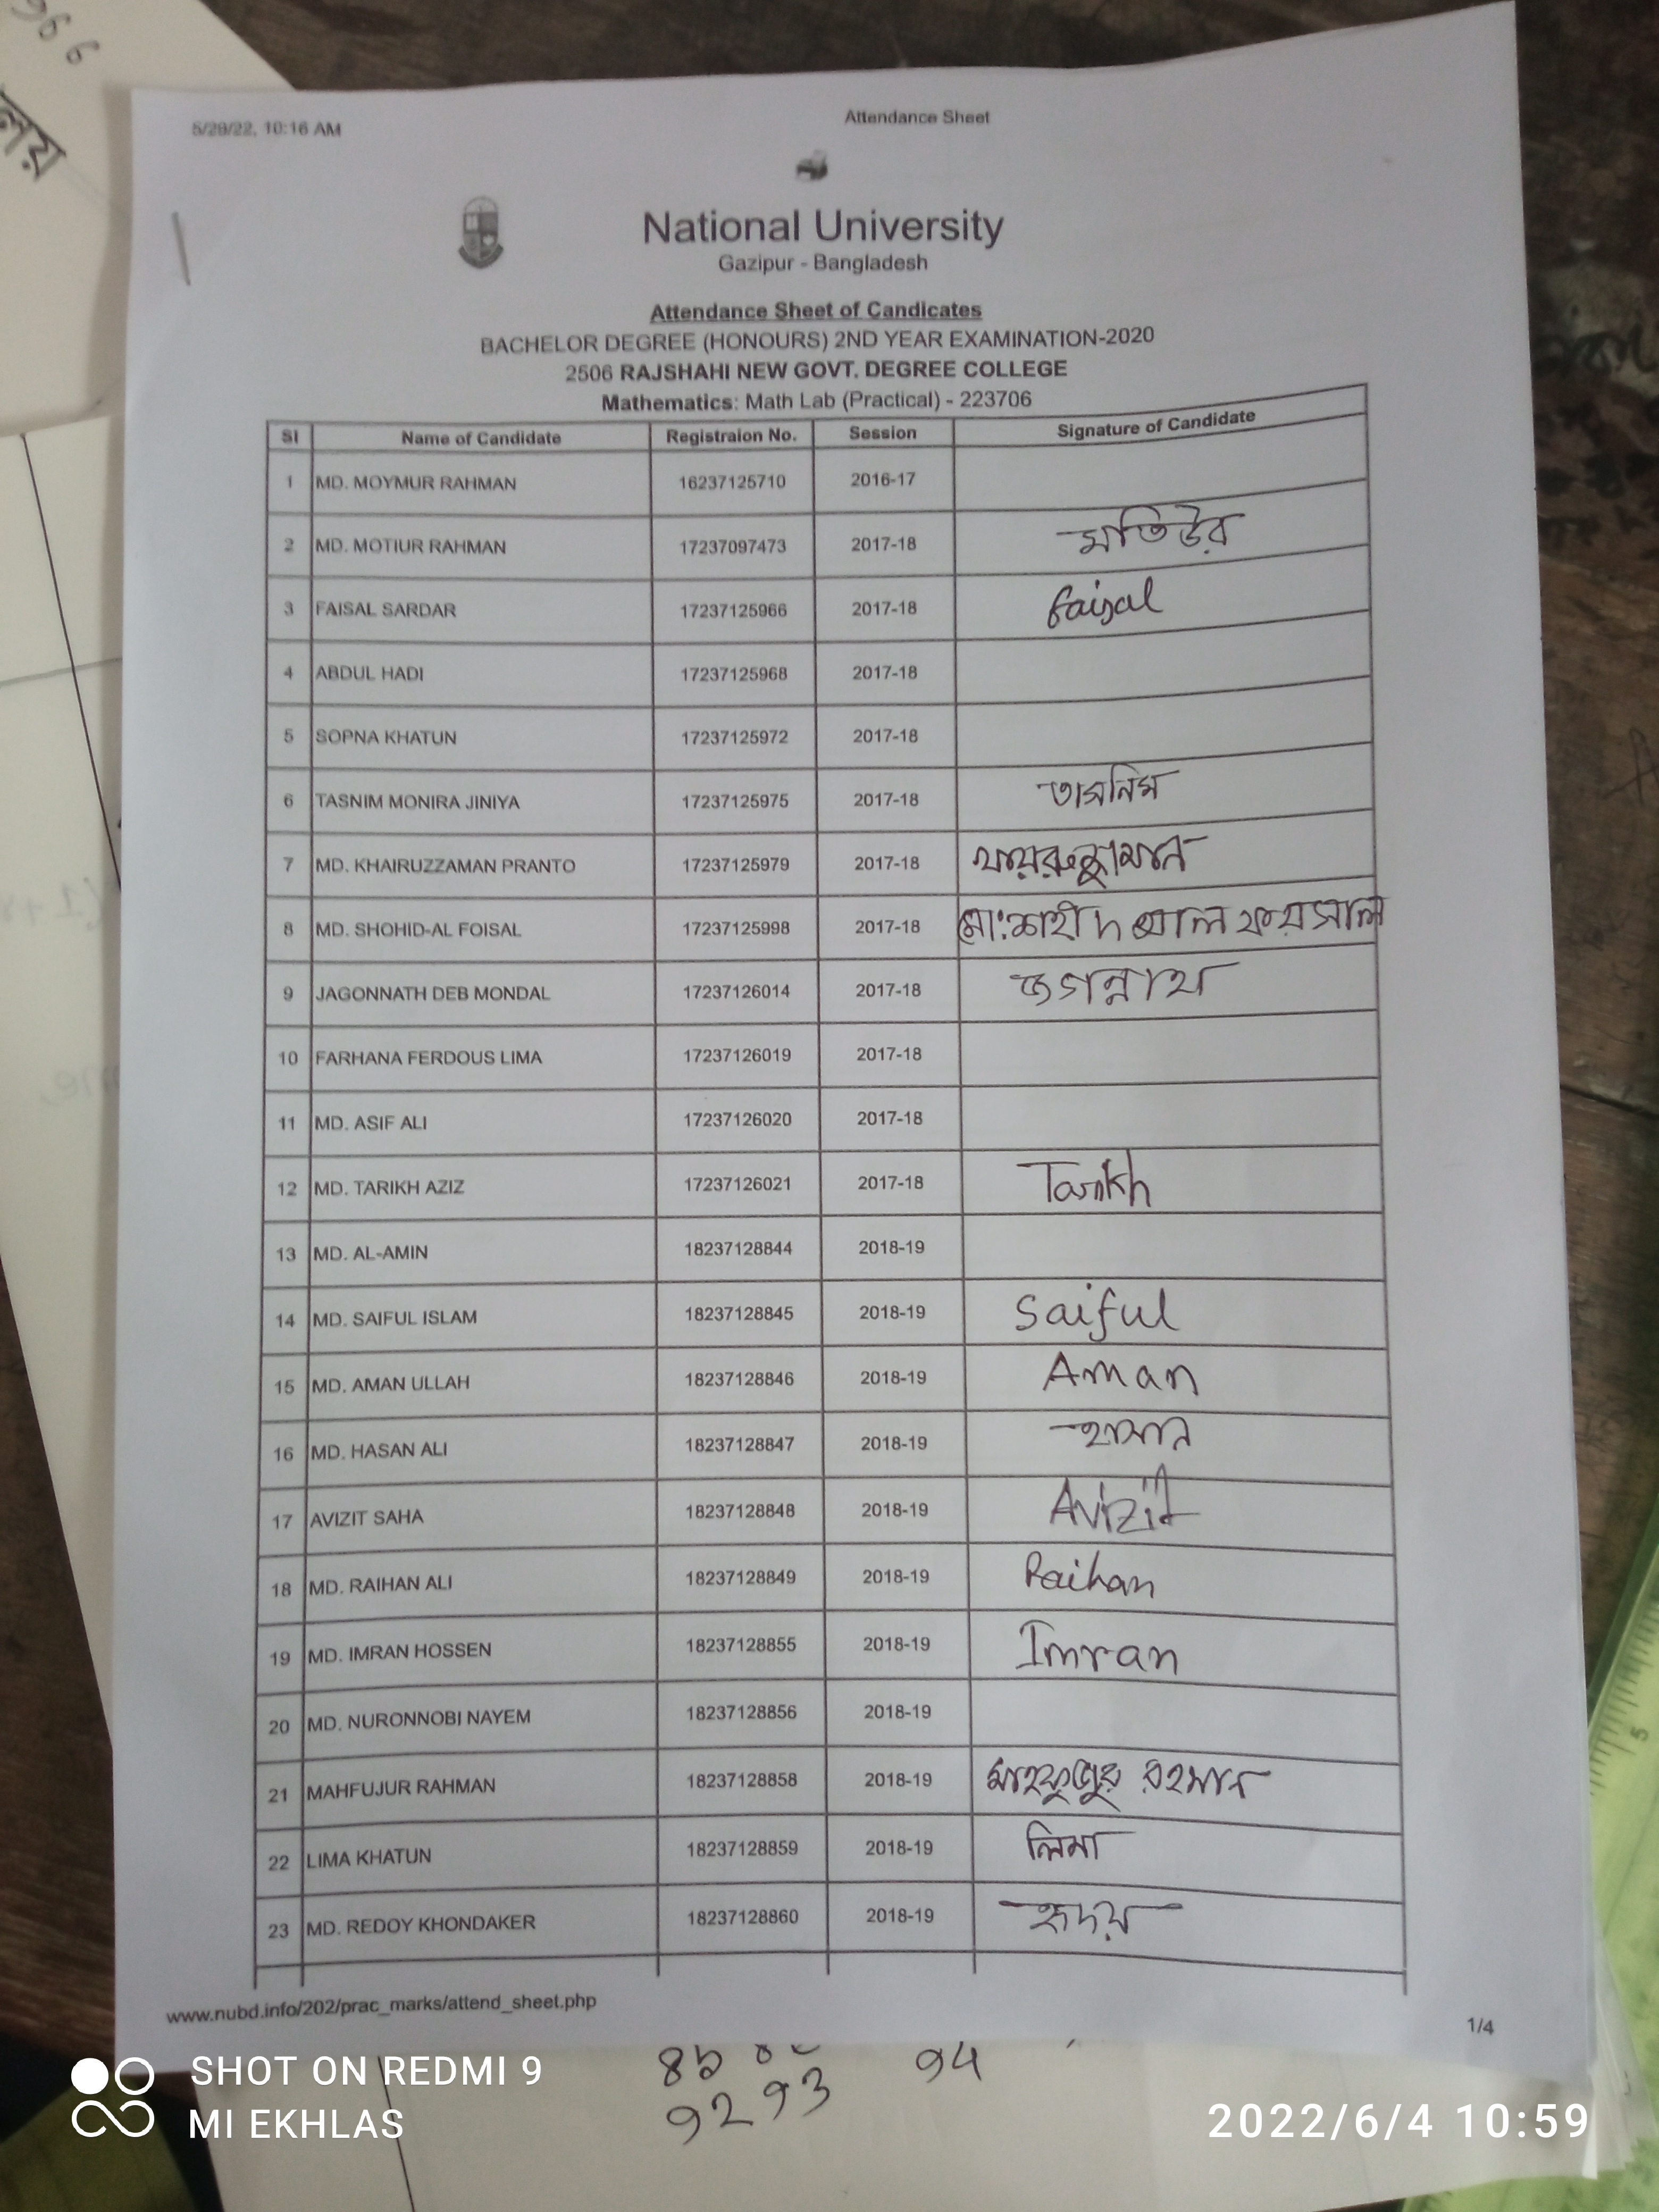 966
লয়
5/29/22, 10:16 AM Attendance Sheet
National University
Gazipur - Bangladesh
Attendance Sheet of Candicates
BACHELOR DEGREE (HONOURS) 2ND YEAR EXAMINATION-2020
2506 RAJSHAHI NEW GOVT. DEGREE COLLEGE
Mathematics: Math Lab (Practical) - 223706
Sl Name of Candidate Registraion No. Session Signature of Candidate
1 MD. MOYMUR RAHMAN 16237125710 2016-17
2 MD. MOTIUR RAHMAN 17237097473 2017-18 মতিউর
3 FAISAL SARDAR 17237125966 2017-18 faisal
4 ABDUL HADI 17237125968 2017-18
5 SOPNA KHATUN 17237125972 2017-18
6 TASNIM MONIRA JINIYA 17237125975 2017-18 তাসনিম
7 MD. KHAIRUZZAMAN PRANTO 17237125979 2017-18 খায়রুজ্জামান
8 MD. SHOHID-AL FOISAL 17237125998 2017-18 মো:শাহীদ আল ফয়সাল
9 JAGONNATH DEB MONDAL 17237126014 2017-18 জগন্নাথ
10 FARHANA FERDOUS LIMA 17237126019 2017-18
11 MD. ASIF ALI 17237126020 2017-18
12 MD. TARIKH AZIZ 17237126021 2017-18 Tarikh
13 MD. AL-AMIN 18237128844 2018-19
14 MD. SAIFUL ISLAM 18237128845 2018-19 Saiful
15 MD. AMAN ULLAH 18237128846 2018-19 Aman
16 MD. HASAN ALI 18237128847 2018-19 হাসান
17 AVIZIT SAHA 18237128848 2018-19 Avizit
18 MD. RAIHAN ALI 18237128849 2018-19 Raihan
19 MD. IMRAN HOSSEN 18237128855 2018-19 Imran
20 MD. NURONNOBI NAYEM 18237128856 2018-19
21 MAHFUJUR RAHMAN 18237128858 2018-19 মাহফুজুর রহমান
22 LIMA KHATUN 18237128859 2018-19 লিমা
23 MD. REDOY KHONDAKER 18237128860 2018-19 হৃদয়
www.nubd.info/202/prac_marks/attend_sheet.php 1/4
94
92 93
SHOT ON REDMI 9
MI EKHLAS
2022/6/4 10:59